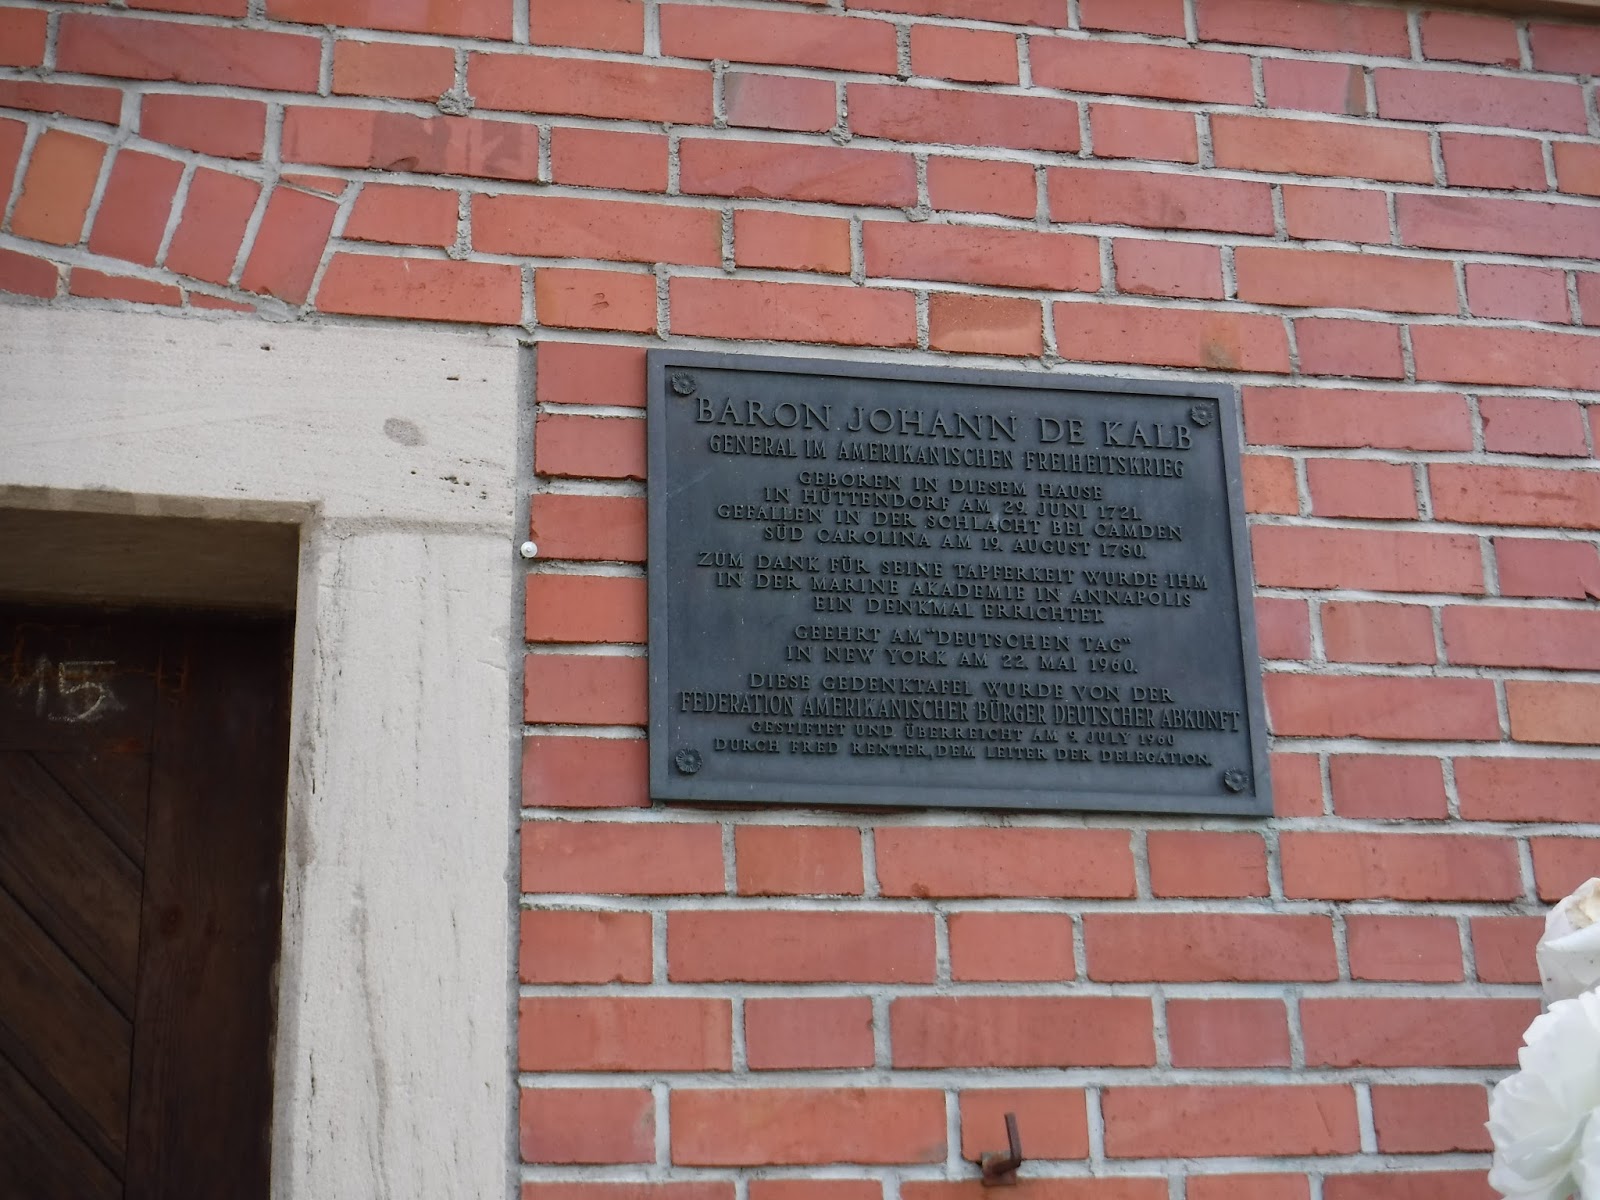 15
BARON JOHANN DE KALB
GENERAL IM AMERIKANISCHEN FREIHEITSKRIEG
GEBOREN IN DIESEM HAUSE
IN HÜTTENDORF AM 29. JUNI 1721.
GEFALLEN IN DER SCHLACHT BEI CAMDEN
SÜD CAROLINA AM 19. AUGUST 1780.
ZUM DANK FÜR SEINE TAPFERKEIT WURDE IHM
IN DER MARINE AKADEMIE IN ANNAPOLIS
EIN DENKMAL ERRICHTET.
GEEHRT AM "DEUTSCHEN TAG"
IN NEW YORK AM 22. MAI 1960.
DIESE GEDENKTAFEL WURDE VON DER
FEDERATION AMERIKANISCHER BÜRGER DEUTSCHER ABKUNFT
GESTIFTET UND ÜBERREICHT AM 9. JULY 1960
DURCH FRED RENTER, DEM LEITER DER DELEGATION.